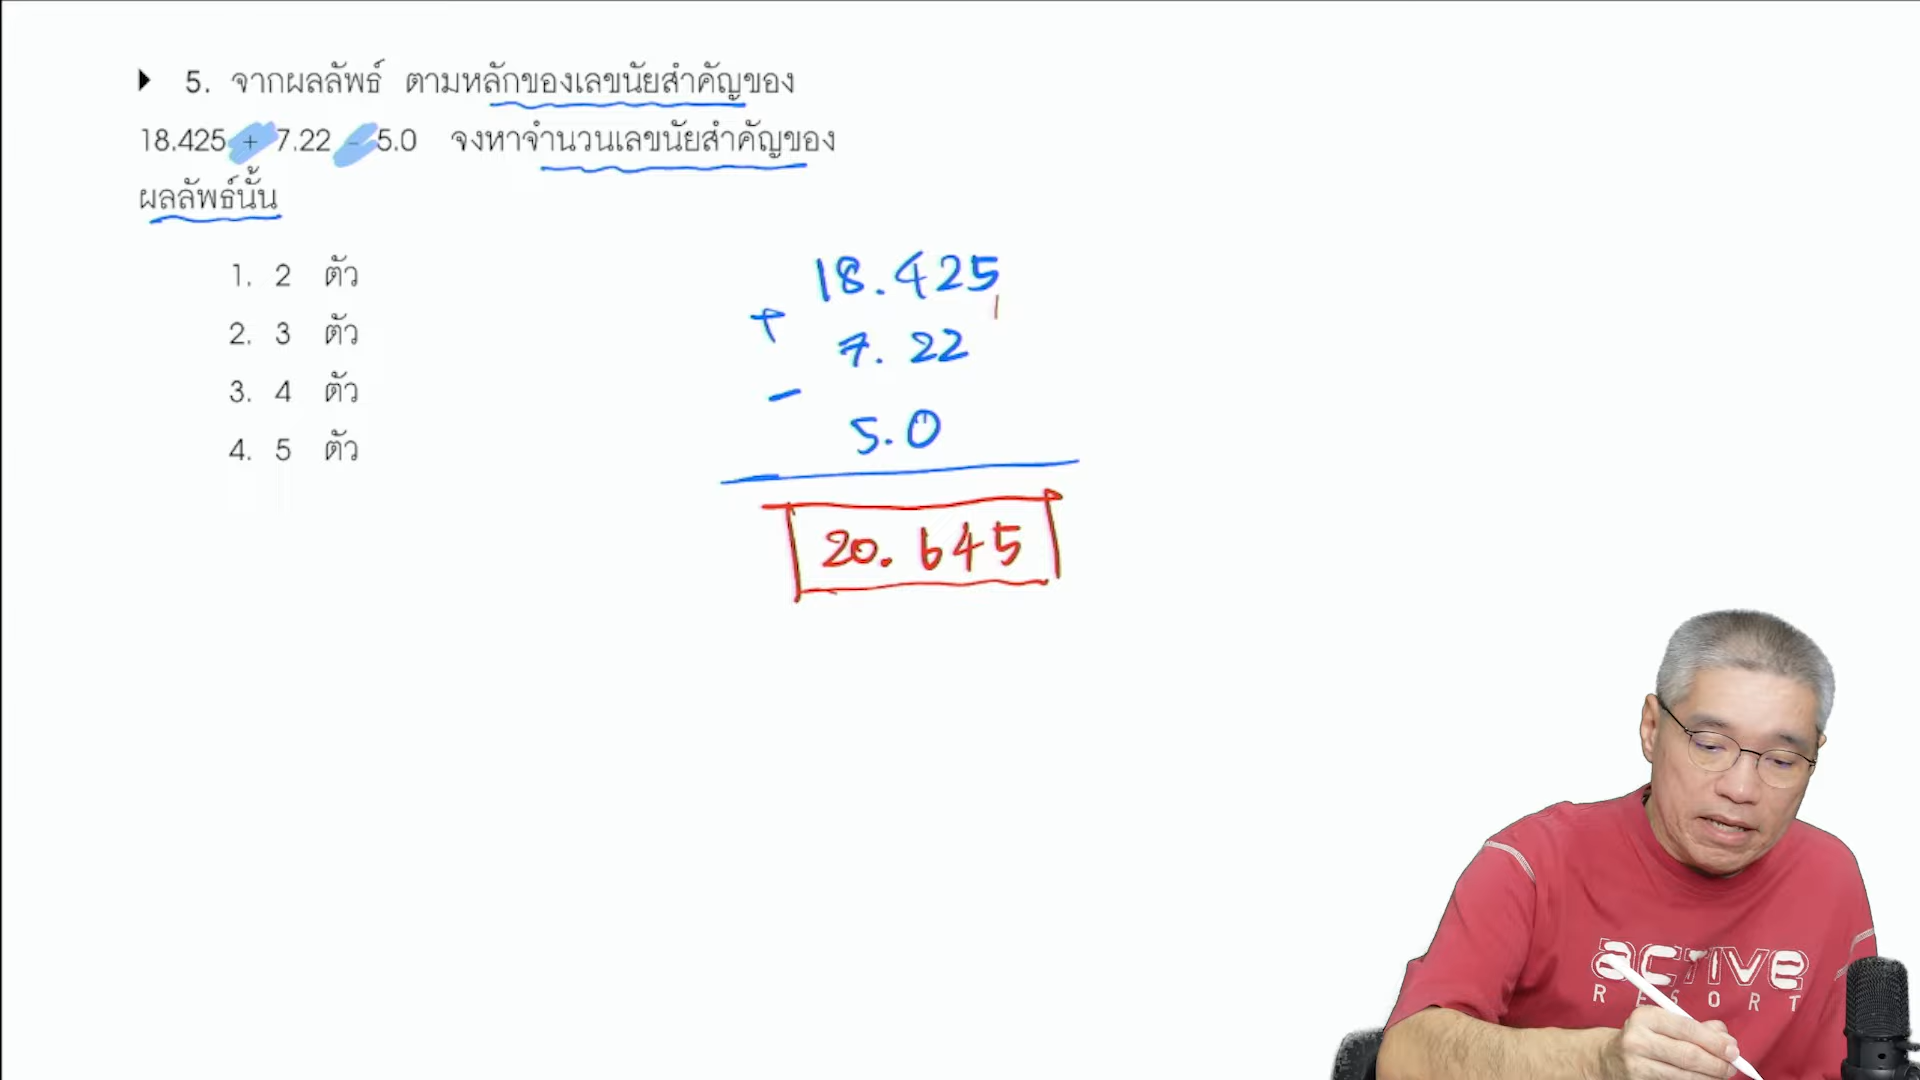 5. จากผลลัพธ์ ตามหลักของเลขนัยสำคัญของ
18.425 + 7.22 - 5.0 จงหาจำนวนเลขนัยสำคัญของ
ผลลัพธ์นั้น
1. 2 ตัว
2. 3 ตัว
3. 4 ตัว
4. 5 ตัว
18.425
+
7.22
-
5.0
20.645
active
RESORT